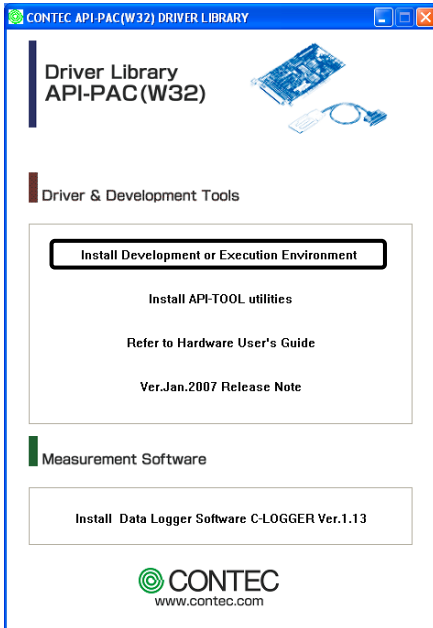 CONTEC API-PAC(W32) DRIVER LIBRARY
Driver Library
API-PAC(W32)
Driver & Development Tools
Install Development or Execution Environment
Install API-TOOL utilities
Refer to Hardware User's Guide
Ver.Jan.2007 Release Note
Measurement Software
Install Data Logger Software C-LOGGER Ver.1.13
CONTEC
www.contec.com